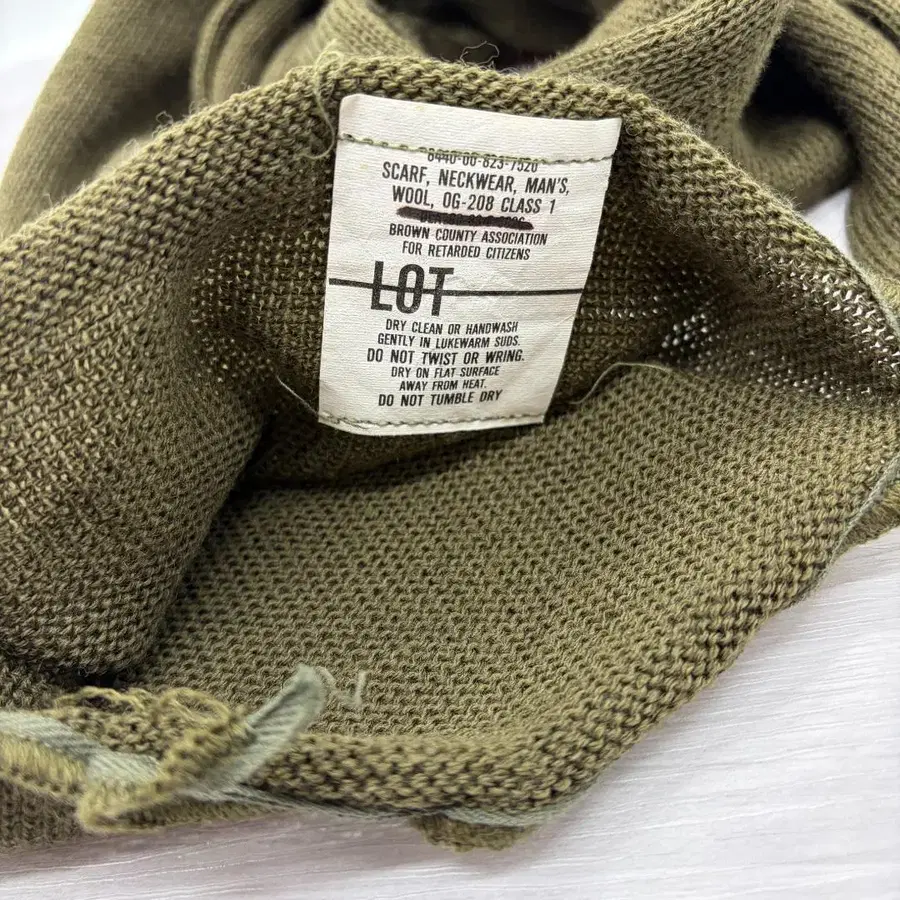 8440-00-823-7520
SCARF, NECKWEAR, MAN'S,
WOOL, OG-208 CLASS 1
BROWN COUNTY ASSOCIATION
FOR RETARDED CITIZENS
LOT
DRY CLEAN OR HANDWASH
GENTLY IN LUKEWARM SUDS.
DO NOT TWIST OR WRING.
DRY ON FLAT SURFACE
AWAY FROM HEAT.
DO NOT TUMBLE DRY